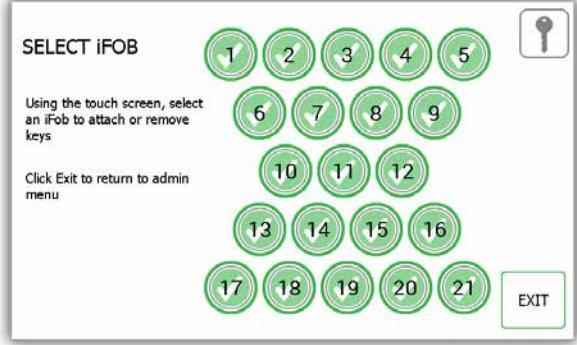 SELECT iFOB
Using the touch screen, select
an iFob to attach or remove
keys
Click Exit to return to admin
menu
1 2 3 4 5
6 7 8 9
10 11 12
13 14 15 16
17 18 19 20 21
EXIT